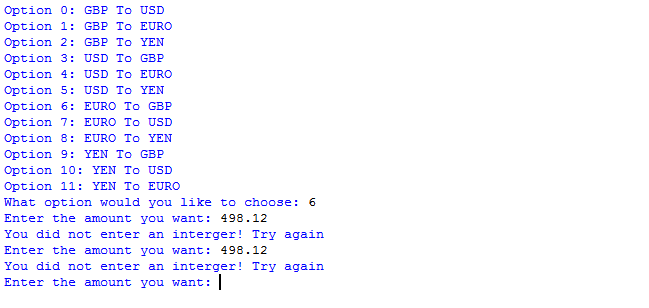 Option 0: GBP To USD
Option 1: GBP To EURO
Option 2: GBP To YEN
Option 3: USD To GBP
Option 4: USD To EURO
Option 5: USD To YEN
Option 6: EURO To GBP
Option 7: EURO To USD
Option 8: EURO To YEN
Option 9: YEN To GBP
Option 10: YEN To USD
Option 11: YEN To EURO
What option would you like to choose: 6
Enter the amount you want: 498.12
You did not enter an interger! Try again
Enter the amount you want: 498.12
You did not enter an interger! Try again
Enter the amount you want: